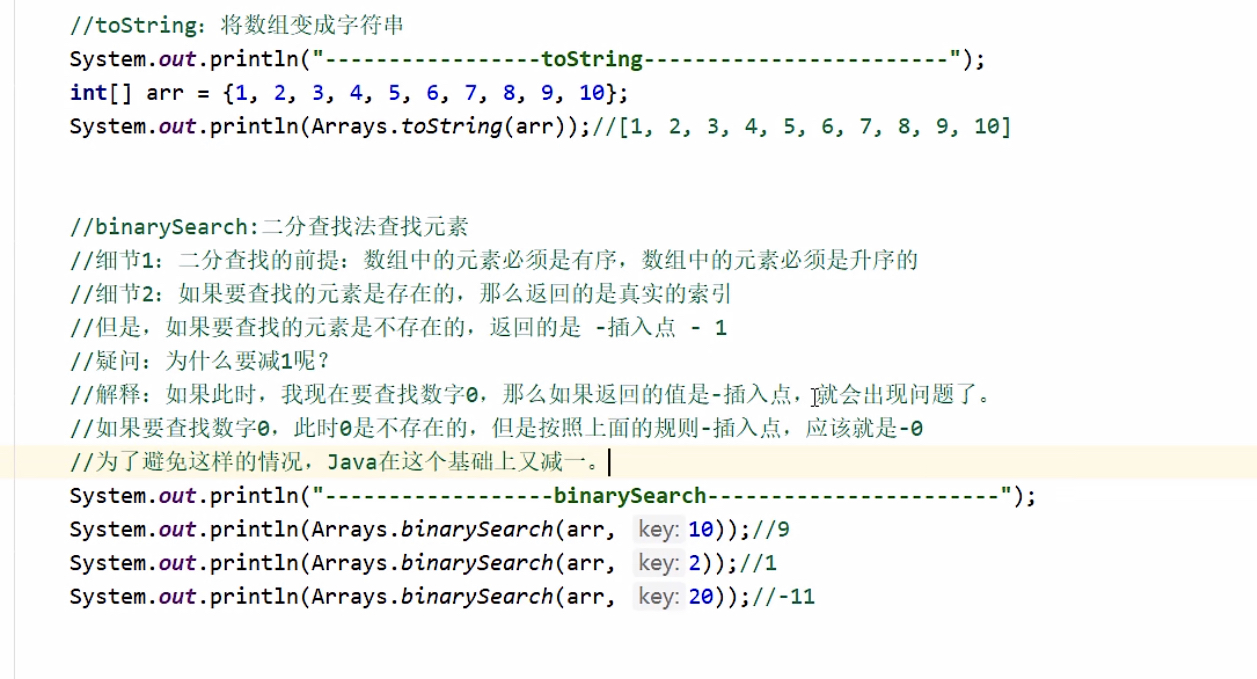 //toString：将数组变成字符串
System.out.println("-----------------toString------------------------");
int[] arr = {1, 2, 3, 4, 5, 6, 7, 8, 9, 10};
System.out.println(Arrays.toString(arr));//[1, 2, 3, 4, 5, 6, 7, 8, 9, 10]
//binarySearch:二分查找法查找元素
//细节1：二分查找的前提：数组中的元素必须是有序，数组中的元素必须是升序的
//细节2：如果要查找的元素是存在的，那么返回的是真实的索引
//但是，如果要查找的元素是不存在的，返回的是 -插入点 - 1
//疑问：为什么要减1呢？
//解释：如果此时，我现在要查找数字0，那么如果返回的值是-插入点，就会出现问题了。
//如果要查找数字0，此时0是不存在的，但是按照上面的规则-插入点，应该就是-0
//为了避免这样的情况，Java在这个基础上又减一。
System.out.println("------------------binarySearch-----------------------");
System.out.println(Arrays.binarySearch(arr, key: 10));//9
System.out.println(Arrays.binarySearch(arr, key: 2));//1
System.out.println(Arrays.binarySearch(arr, key: 20));//-11